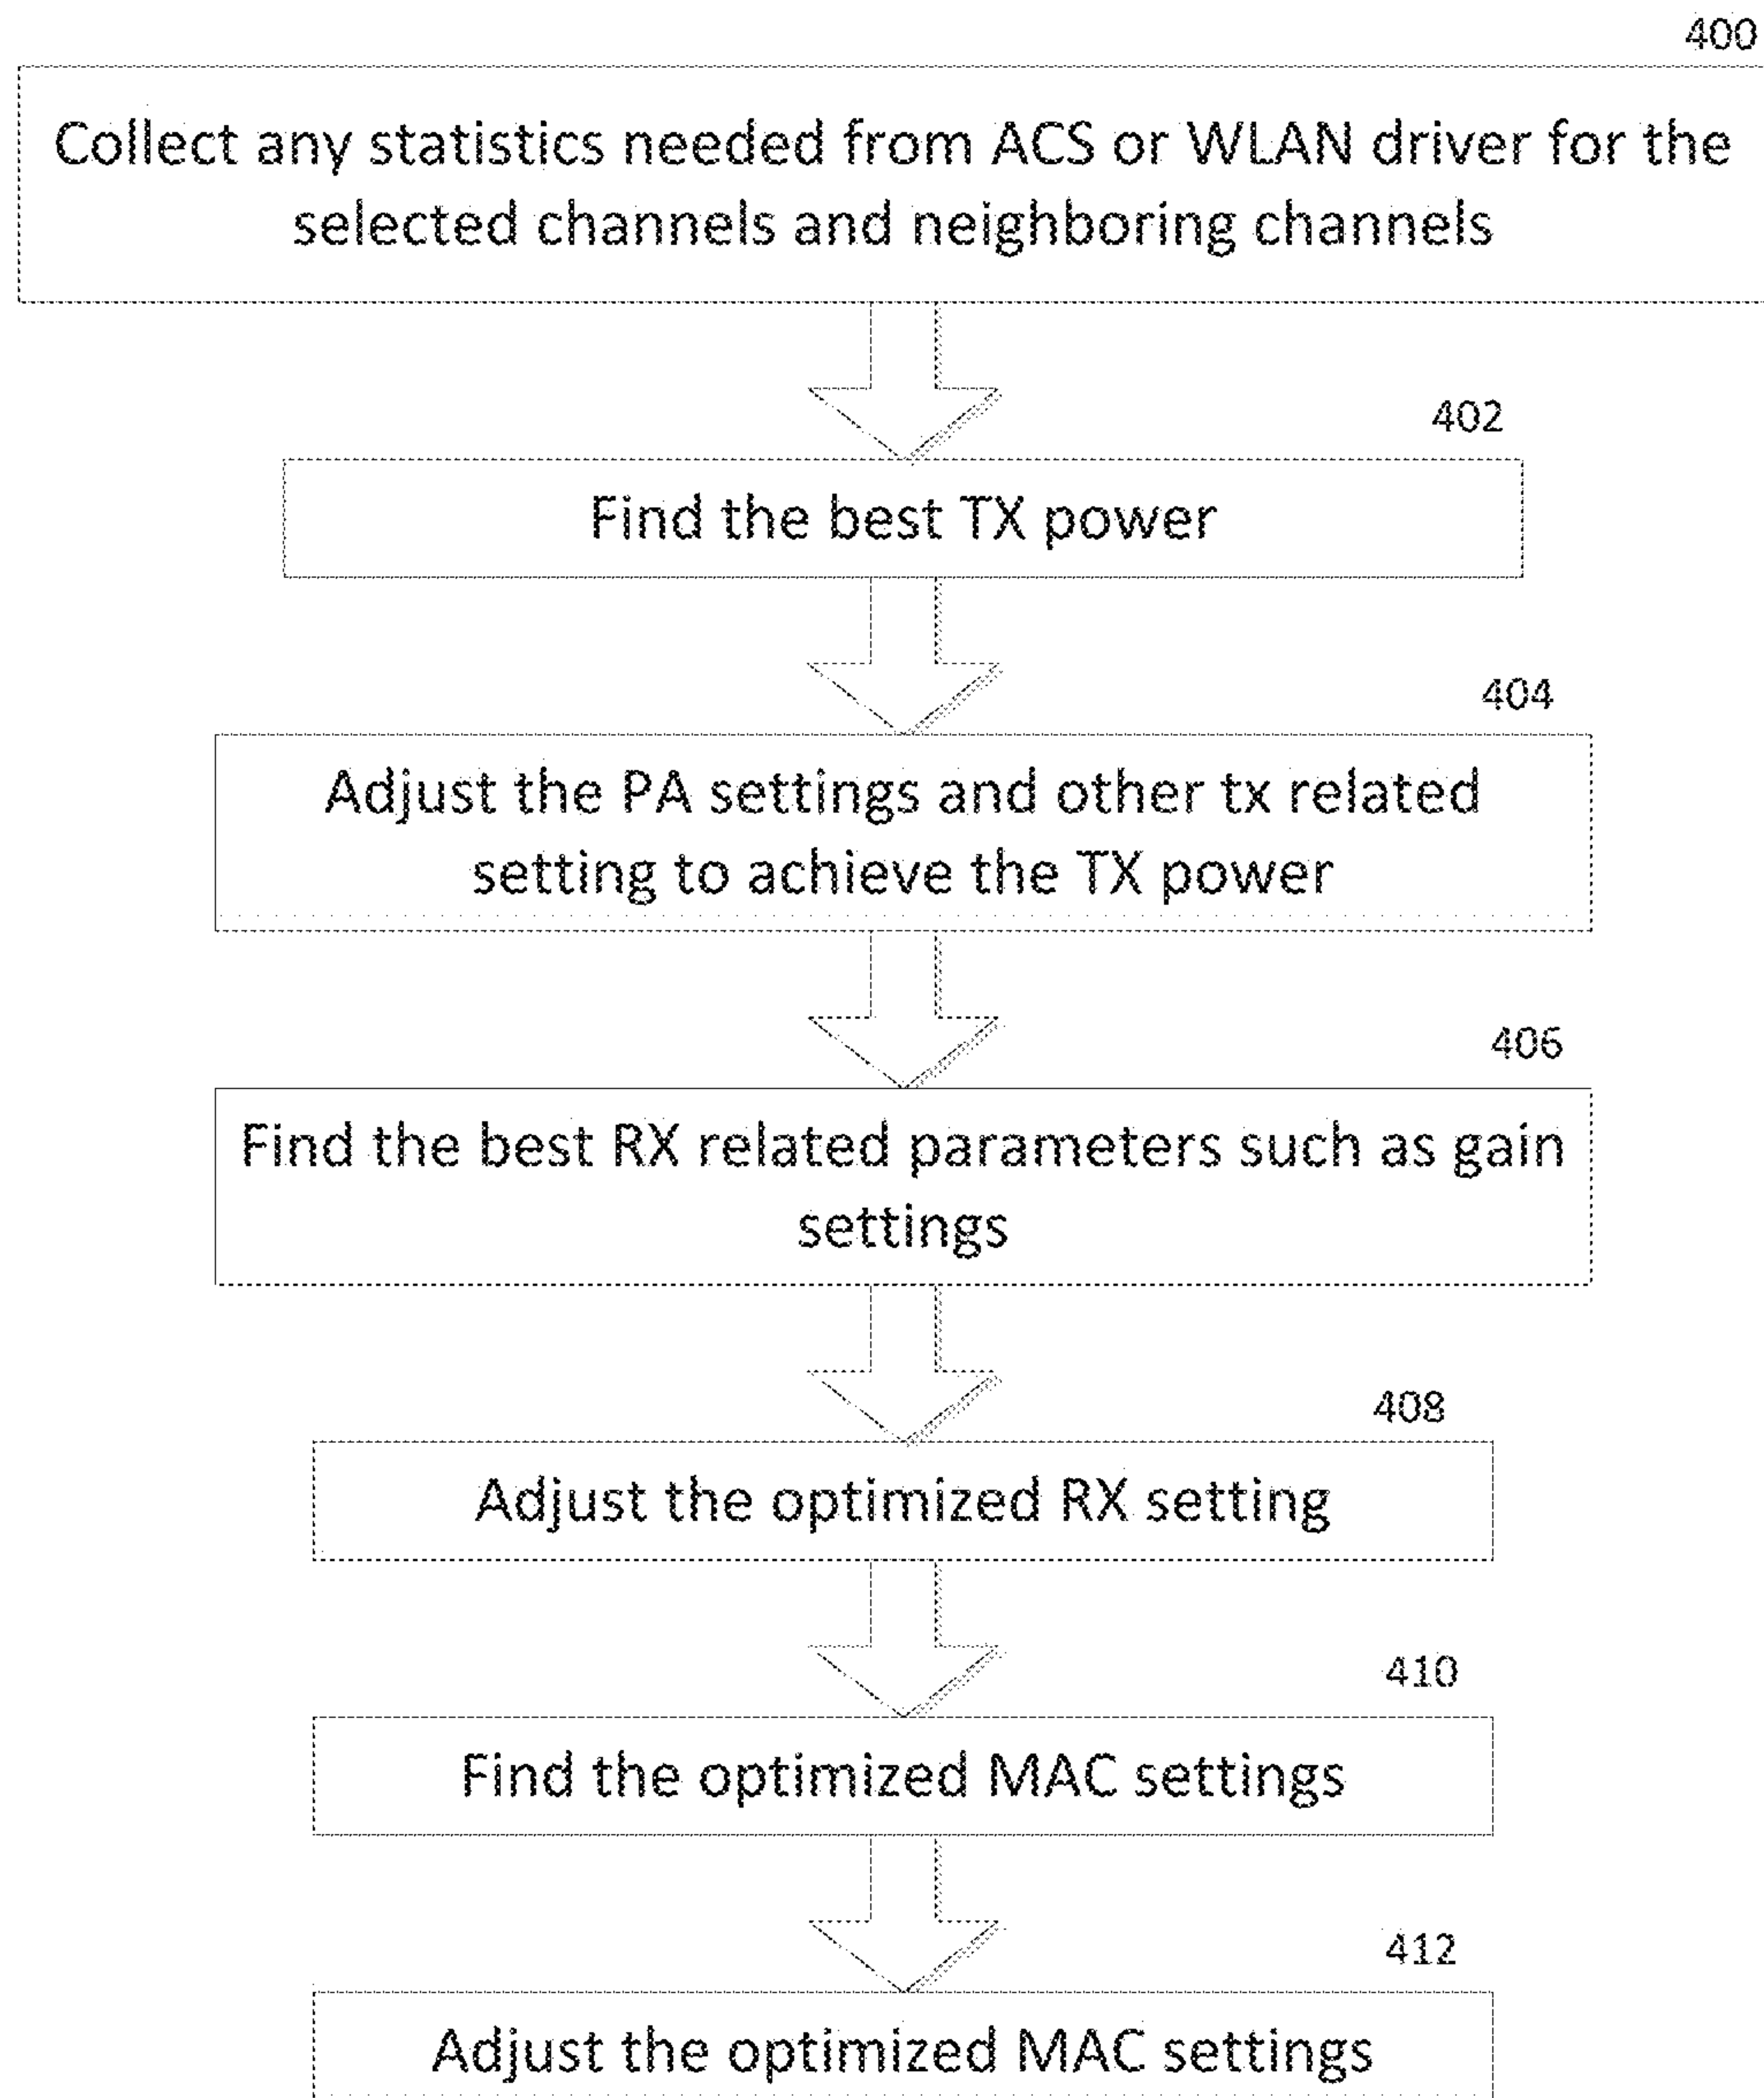 400
Collect any statistics needed from ACS or WLAN driver for the
selected channels and neighboring channels
402
Find the best TX power
404
Adjust the PA settings and other tx related
setting to achieve the TX power
406
Find the best RX related parameters such as gain
settings
408
Adjust the optimized RX setting
410
Find the optimized MAC settings
412
Adjust the optimized MAC settings